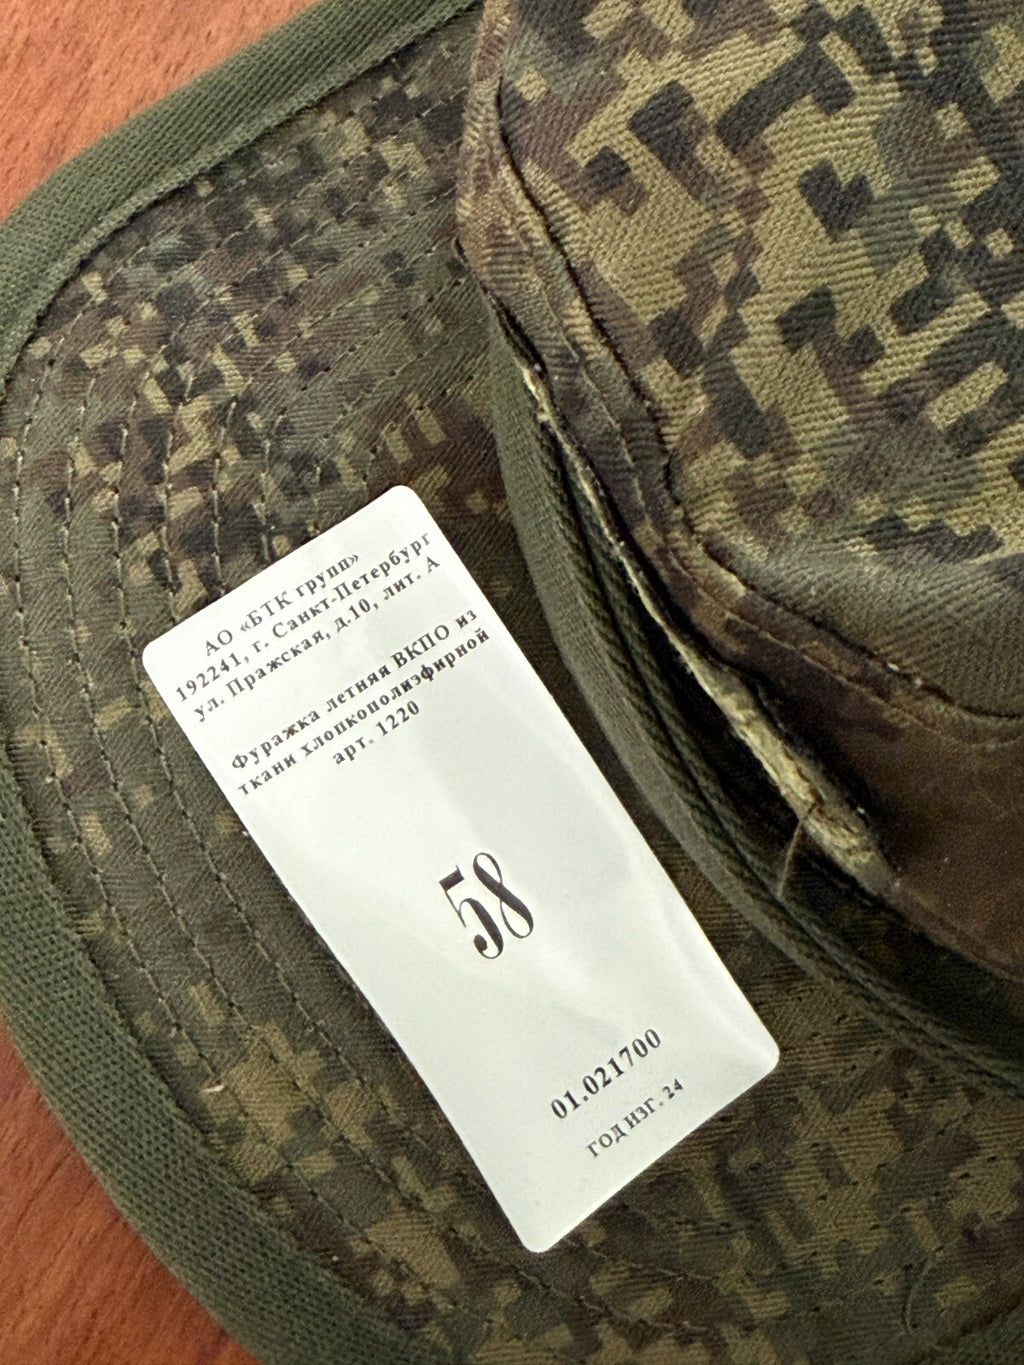 АО «БТК групп»
192241, г. Санкт-Петербург
ул. Пражская, д.10, лит. А
Фуражка летняя ВКПО из
ткани хлопкополиэфирной
арт. 1220
58
01.021700
ГОД ИЗГ. 24